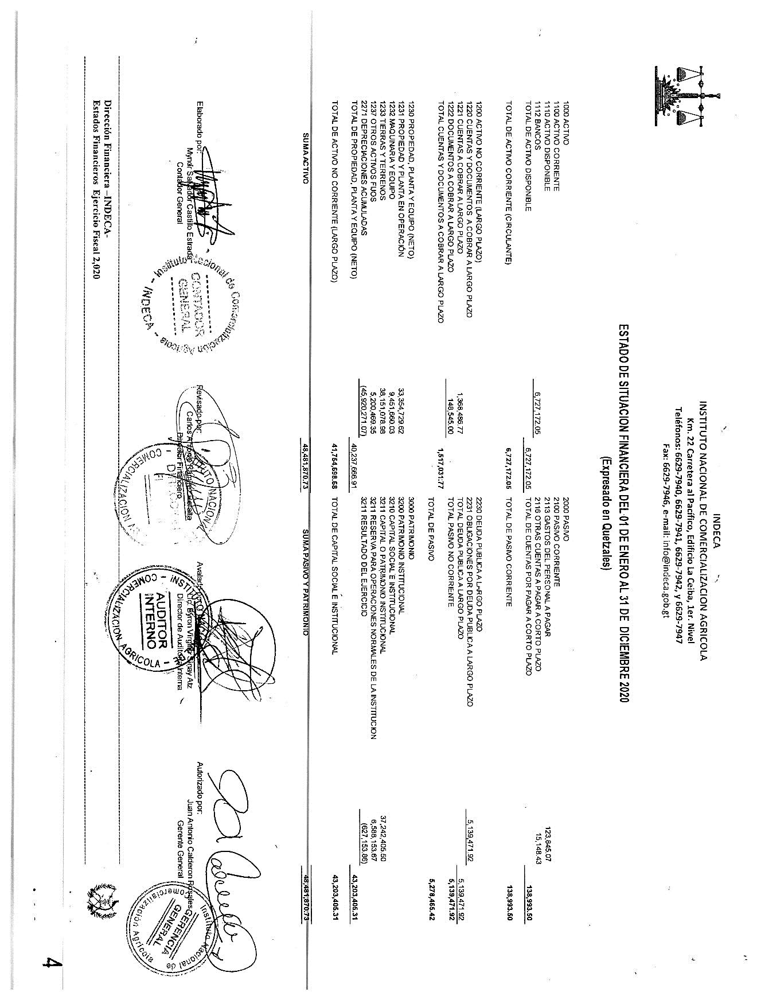 INDECA
INSTITUTO NACIONAL DE COMERCIALIZACION AGRICOLA
Km. 22 Carretera al Pacífico, Edificio La Ceiba, 1er. Nivel
Teléfonos: 6629-7940, 6629-7941, 6629-7942, y 6629-7947
Fax: 6629-7946, e-mail: info@indeca.gob.gt
ESTADO DE SITUACION FINANCIERA DEL 01 DE ENERO AL 31 DE DICIEMBRE 2020
(Expresado en Quetzales)
1000 ACTIVO
1100 ACTIVO CORRIENTE
1110 ACTIVO DISPONIBLE
1112 BANCOS 6,727,172.05
TOTAL DE ACTIVO DISPONIBLE 6,727,172.05
TOTAL DE ACTIVO CORRIENTE (CIRCULANTE) 6,727,172.05
1200 ACTIVO NO CORRIENTE (LARGO PLAZO)
1220 CUENTAS Y DOCUMENTOS A COBRAR A LARGO PLAZO
1221 CUENTAS A COBRAR A LARGO PLAZO 1,368,486.77
1222 DOCUMENTOS A COBRAR A LARGO PLAZO 148,545.00
TOTAL CUENTAS Y DOCUMENTOS A COBRAR A LARGO PLAZO 1,517,031.77
1230 PROPIEDAD, PLANTA Y EQUIPO (NETO)
1231 PROPIEDAD Y PLANTA EN OPERACIÓN 33,354,729.62
1232 MAQUINARIA Y EQUIPO 9,451,660.03
1233 TIERRAS Y TERRENOS 38,151,078.98
1237 OTROS ACTIVOS FIJOS 5,200,469.35
2271 DEPRECIACIONES ACUMULADAS (45,920,271.07)
TOTAL DE PROPIEDAD, PLANTA Y EQUIPO (NETO) 40,237,666.91
TOTAL DE ACTIVO NO CORRIENTE (LARGO PLAZO) 41,754,698.68
SUMA ACTIVO 48,481,870.73
2000 PASIVO
2100 PASIVO CORRIENTE
2113 GASTOS DEL PERSONAL A PAGAR 123,845.07
2116 OTRAS CUENTAS A PAGAR A CORTO PLAZO 15,148.43
TOTAL DE CUENTAS POR PAGAR A CORTO PLAZO 138,993.50
TOTAL DE PASIVO CORRIENTE 138,993.50
2230 DEUDA PUBLICA A LARGO PLAZO
2231 OBLIGACIONES POR DEUDA PUBLICA A LARGO PLAZO 5,139,471.92
TOTAL DEUDA PUBLICA A LARGO PLAZO 5,139,471.92
TOTAL PASIVO NO CORRIENTE 5,139,471.92
TOTAL DE PASIVO 5,278,465.42
3000 PATRIMONIO
3200 PATRIMONIO INSTITUCIONAL
3210 CAPITAL SOCIAL E INSTITUCIONAL
3211 CAPITAL O PATRIMONIO INSTITUCIONAL 37,242,405.50
3211 RESERVA PARA OPERACIONES NORMALES DE LA INSTITUCION 6,588,153.67
3211 RESULTADO DEL EJERCICIO (627,153.86)
43,203,405.31
TOTAL DE CAPITAL SOCIAL E INSTITUCIONAL 43,203,405.31
SUMA PASIVO Y PATRIMONIO 48,481,870.73
Elaborado por:
Mynor Salvador Castillo Estrada
Contador General
Instituto Nacional de Comercialización Agricola
CONTADOR
GENERAL
- INDECA -
Revisado por:
Carlos Antonio Ramírez Peralta
Director Financiero
Avalado por:
Lic. Byron Virgilio Sinay Atz
Director de Auditoría Interna
INSTITUTO NACIONAL DE COMERCIALIZACION AGRICOLA
AUDITOR
INTERNO
Autorizado por:
Juan Antonio Calderon Rosales
Gerente General
Instituto Nacional de Comercialización Agricola
GERENCIA
GENERAL
Dirección Financiera –INDECA-
Estados Financieros Ejercicio Fiscal 2,020
4